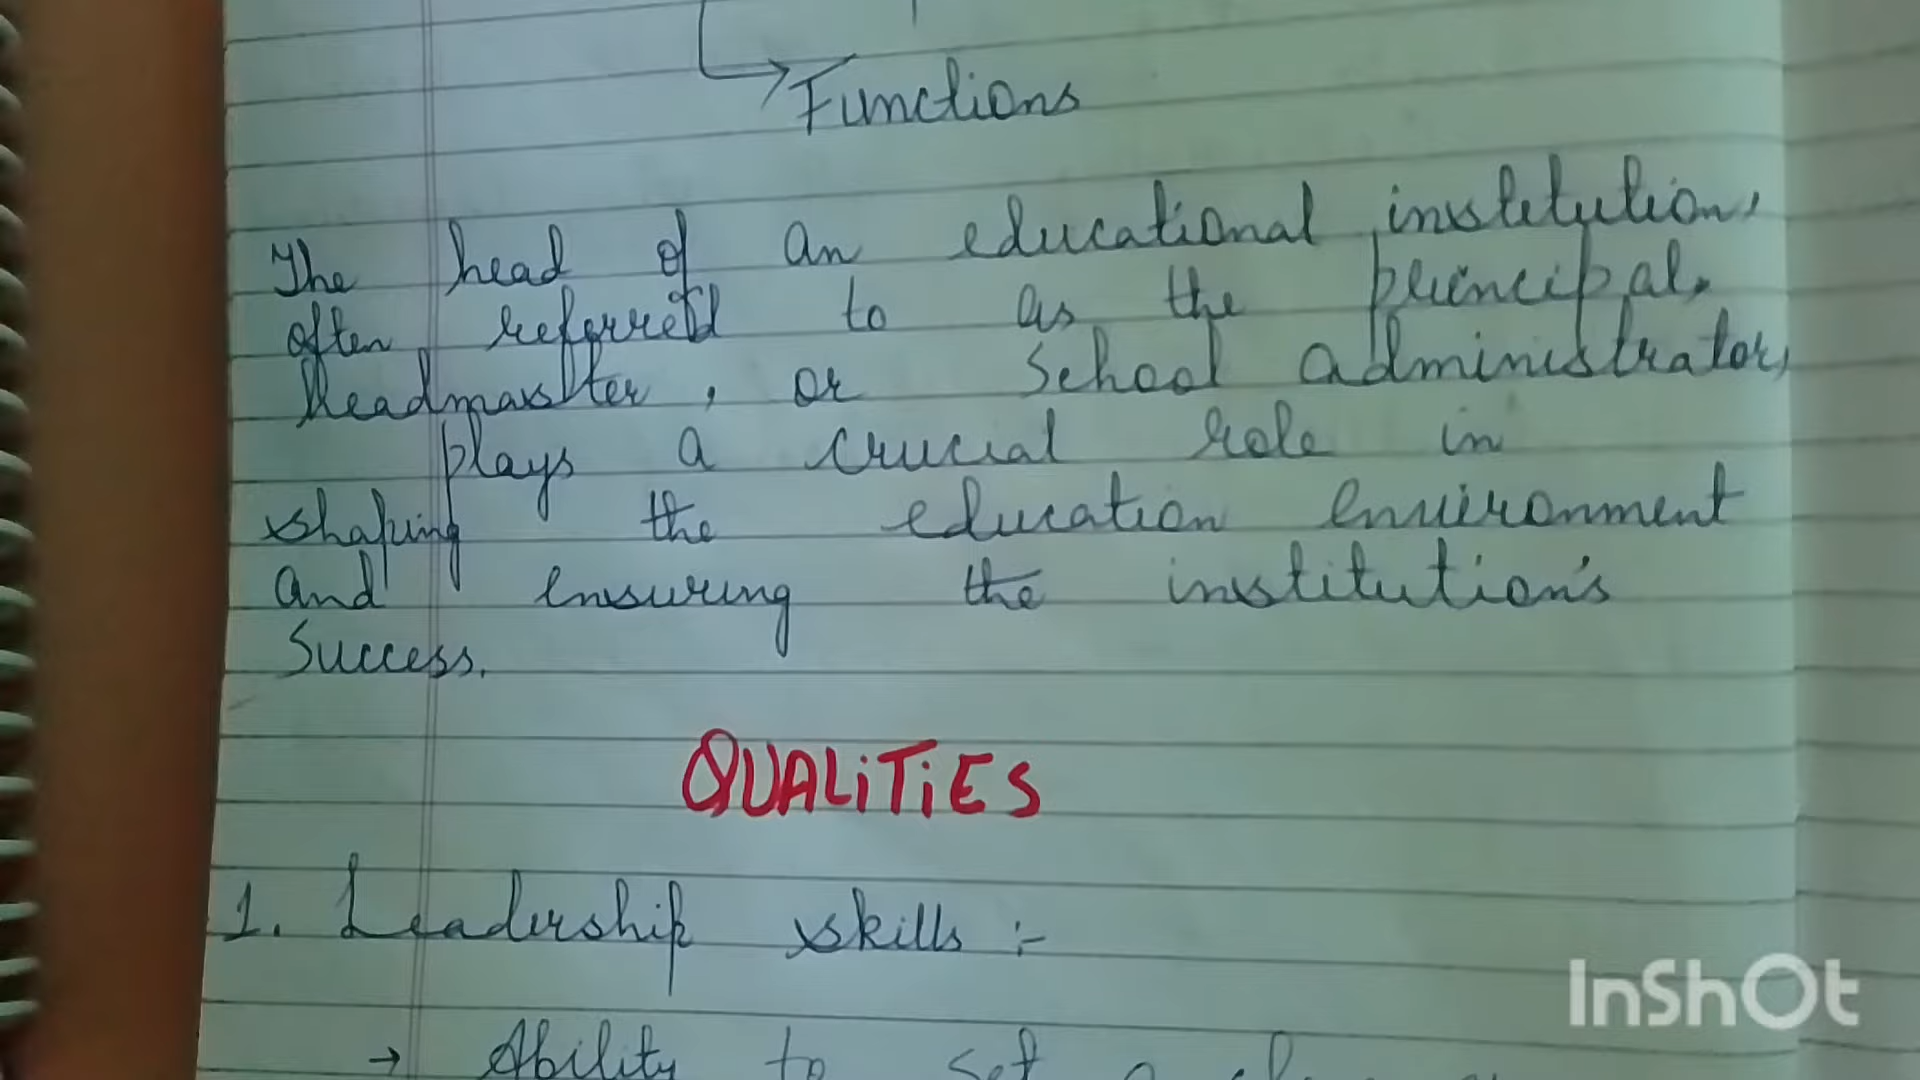 Functions
The head of an educational institution,
often referred to as the principal,
headmaster, or School administrator,
plays a crucial role in
shaping the education environment
and ensuring the institution's
Success.
QUALITIES
1. Leadership skills :-
→ Ability to set a
InShOt